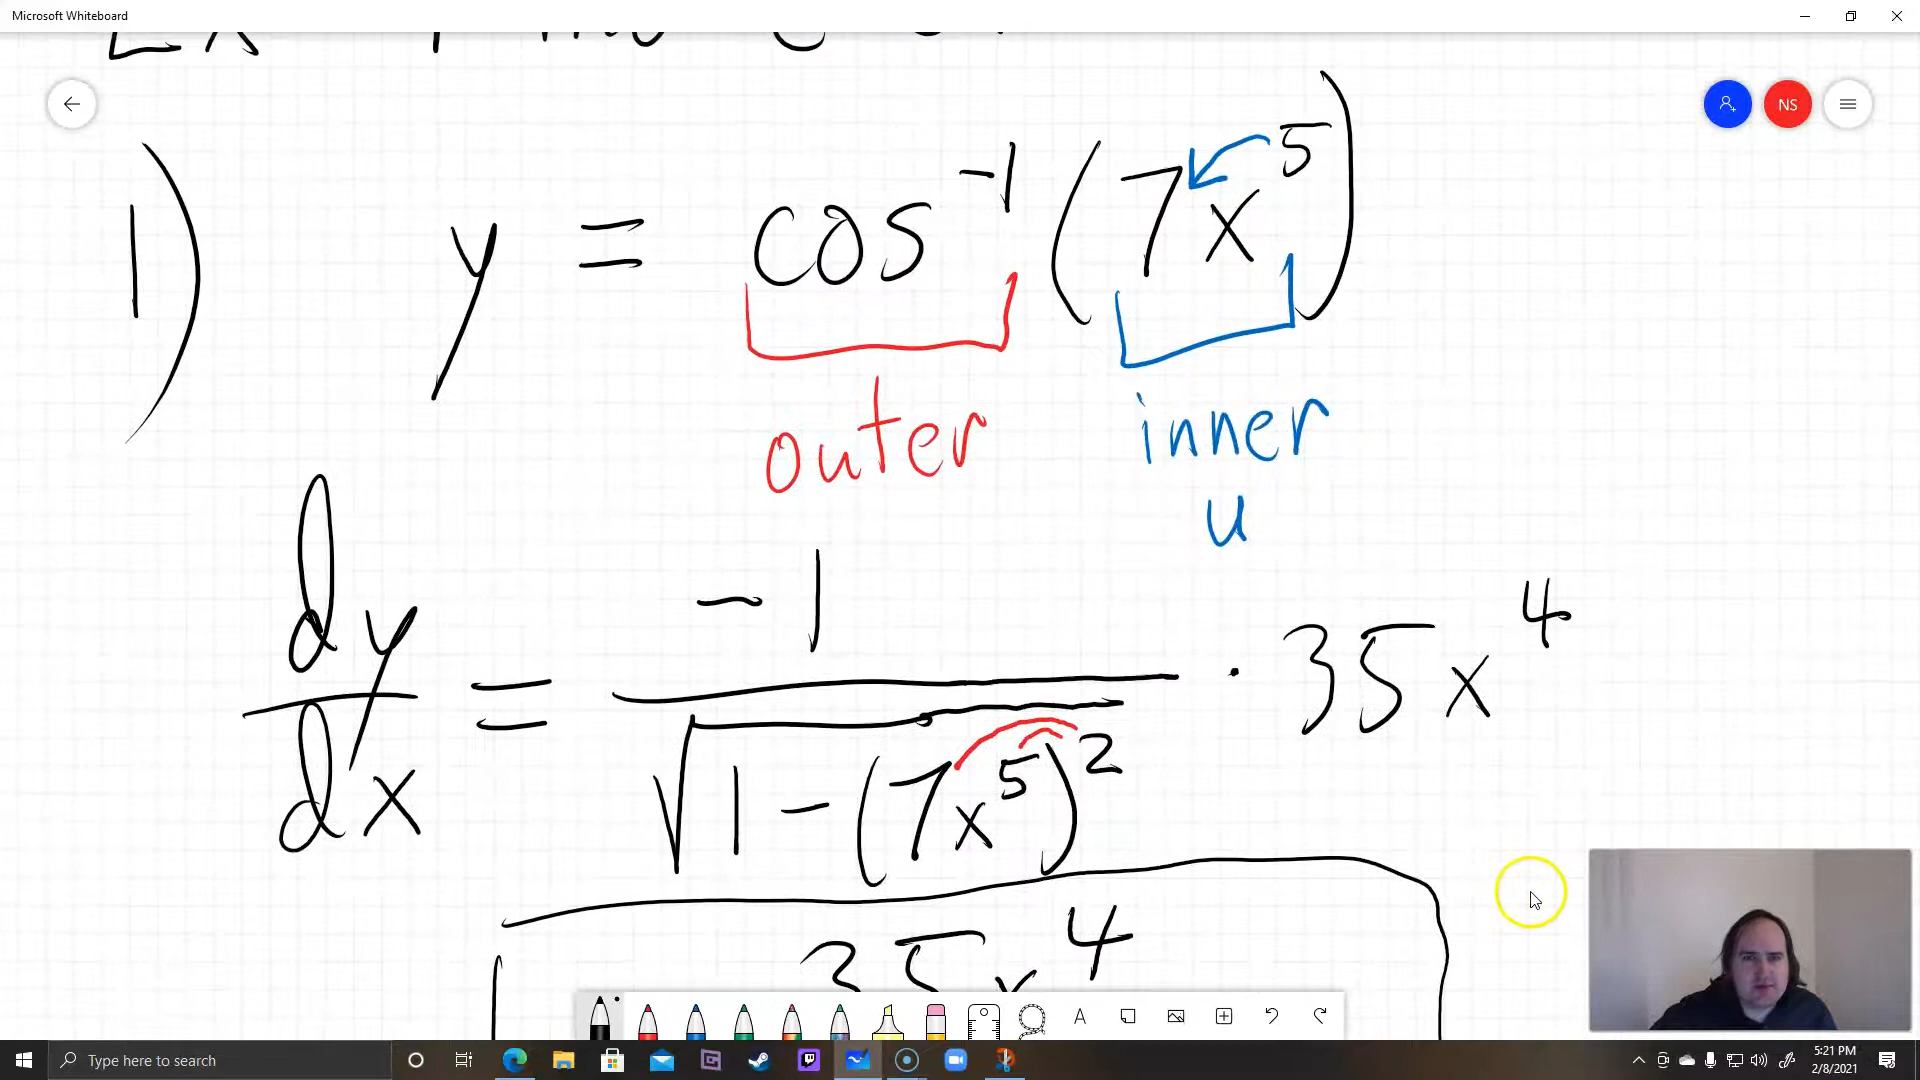 Microsoft Whiteboard
NS
1) y = cos⁻¹(7x⁵)
outer inner
u
dy/dx = -1/√(1-(7x⁵)²) · 35x⁴
35x⁴
A
Type here to search
5:21 PM
2/8/2021